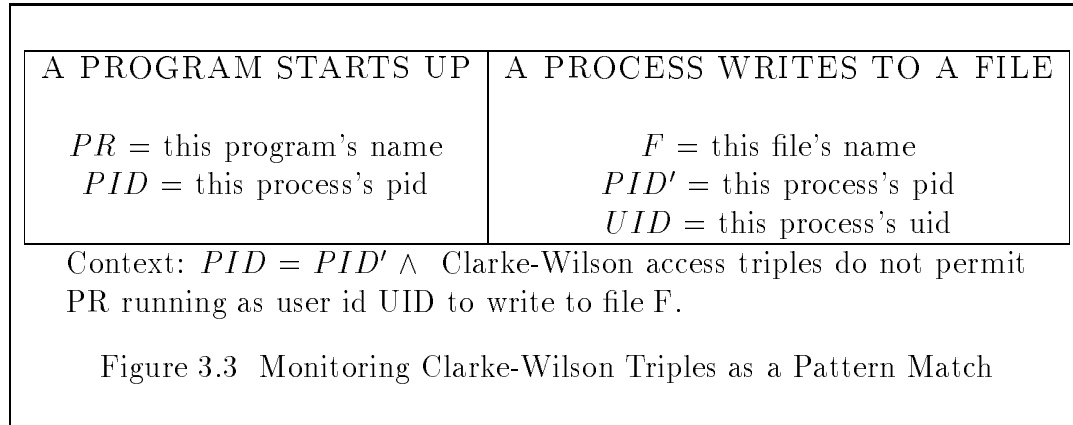 A PROGRAM STARTS UP
PR = this program's name
PID = this process's pid
A PROCESS WRITES TO A FILE
F = this file's name
PID′ = this process's pid
UID = this process's uid
Context: PID = PID′ ∧ Clarke-Wilson access triples do not permit
PR running as user id UID to write to file F.
Figure 3.3 Monitoring Clarke-Wilson Triples as a Pattern Match